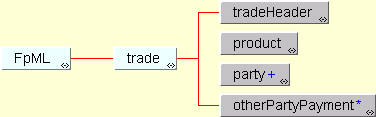 tradeHeader
product
FpML
trade
party +
otherPartyPayment *